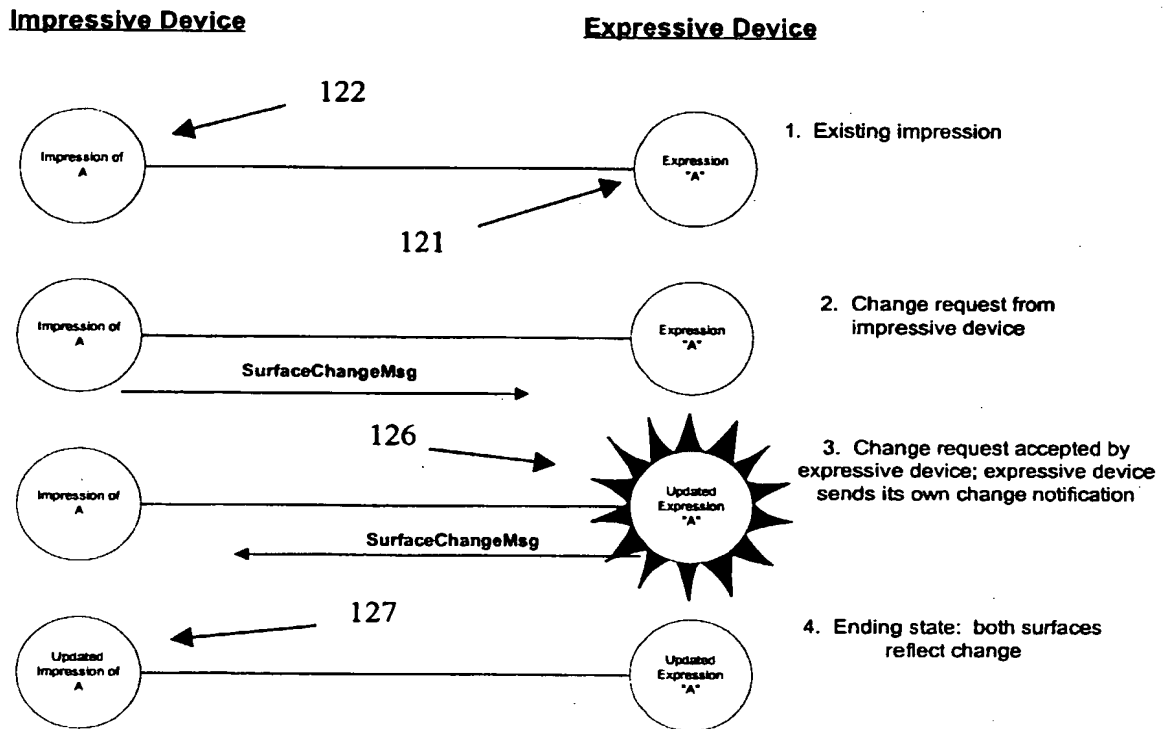 Impressive Device
Expressive Device
122
Impression of
A
Expression
"A"
1. Existing impression
121
Impression of
A
Expression
"A"
2. Change request from
impressive device
SurfaceChangeMsg
126
Impression of
A
Updated
Expression
"A"
3. Change request accepted by
expressive device; expressive device
sends its own change notification
SurfaceChangeMsg
127
Updated
Impression of
A
Updated
Expression
"A"
4. Ending state: both surfaces
reflect change